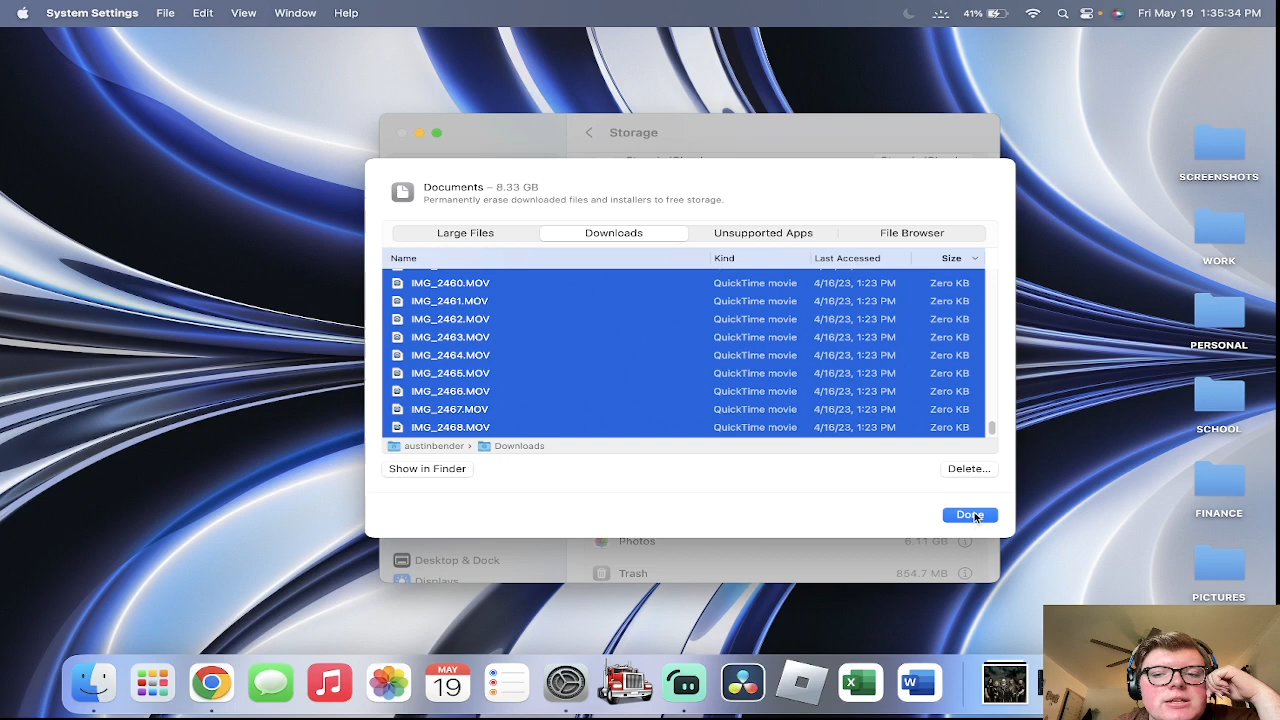 System Settings File Edit View Window Help 41% Fri May 19 1:35:34 PM
Storage
Documents – 8.33 GB
Permanently erase downloaded files and installers to free storage.
Large Files Downloads Unsupported Apps File Browser
Name Kind Last Accessed Size
IMG_2460.MOV QuickTime movie 4/16/23, 1:23 PM Zero KB
IMG_2461.MOV QuickTime movie 4/16/23, 1:23 PM Zero KB
IMG_2462.MOV QuickTime movie 4/16/23, 1:23 PM Zero KB
IMG_2463.MOV QuickTime movie 4/16/23, 1:23 PM Zero KB
IMG_2464.MOV QuickTime movie 4/16/23, 1:23 PM Zero KB
IMG_2465.MOV QuickTime movie 4/16/23, 1:23 PM Zero KB
IMG_2466.MOV QuickTime movie 4/16/23, 1:23 PM Zero KB
IMG_2467.MOV QuickTime movie 4/16/23, 1:23 PM Zero KB
IMG_2468.MOV QuickTime movie 4/16/23, 1:23 PM Zero KB
austinbender › Downloads
Show in Finder Delete...
Done
Photos 6.11 GB
Desktop & Dock
Trash 854.7 MB
Displays
SCREENSHOTS
WORK
PERSONAL
SCHOOL
FINANCE
PICTURES
MAY
19
X
W